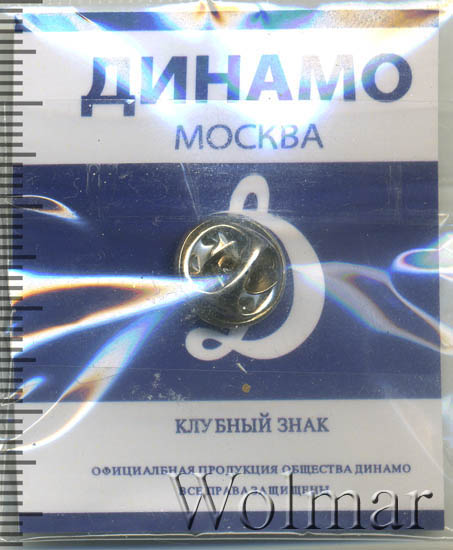 ДИНАМО
МОСКВА
КЛУБНЫЙ ЗНАК
ОФИЦИАЛЬНАЯ ПРОДУКЦИЯ ОБЩЕСТВА ДИНАМО
ВСЕ ПРАВА ЗАЩИЩЕНЫ
Wolmar